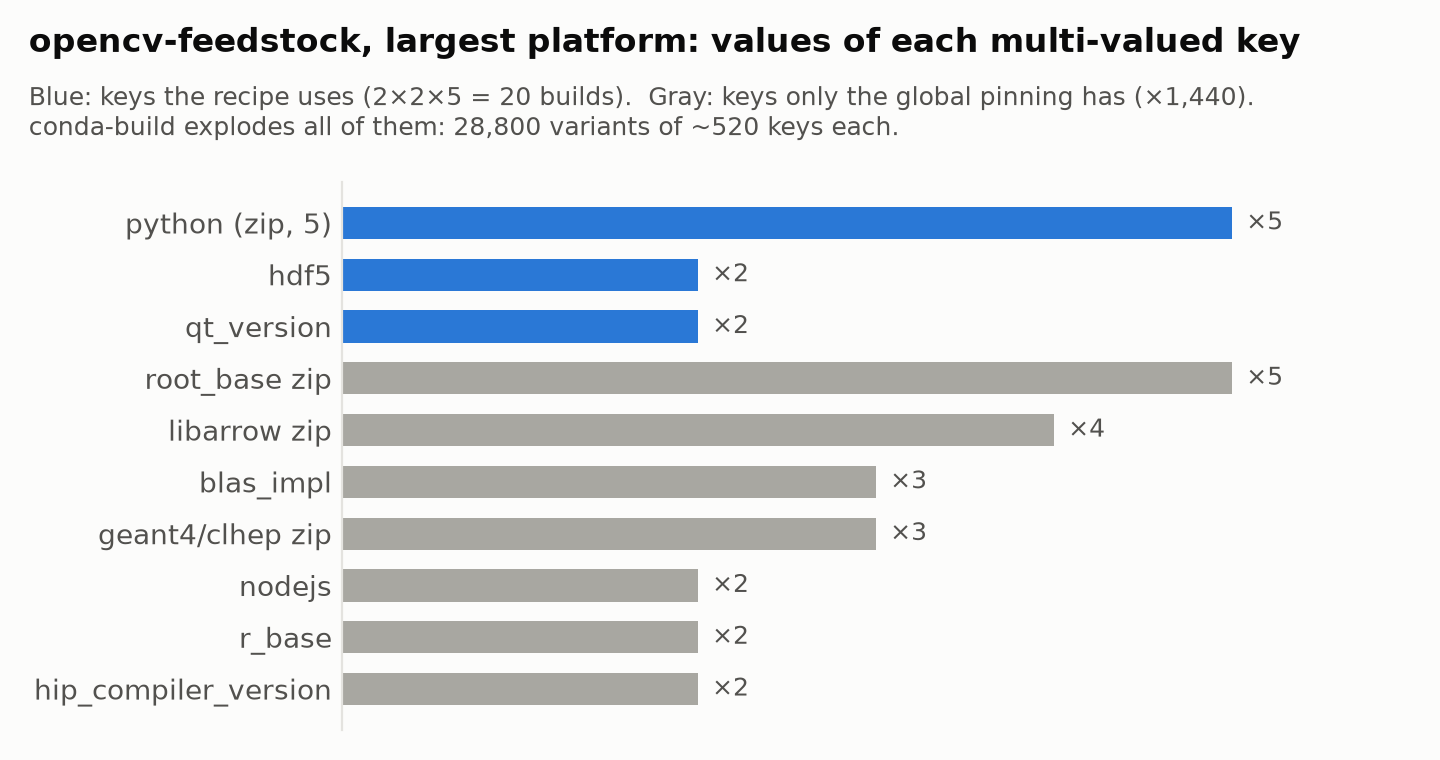 opencv-feedstock, largest platform: values of each multi-valued key
Blue: keys the recipe uses (2×2×5 = 20 builds).  Gray: keys only the global pinning has (×1,440).
conda-build explodes all of them: 28,800 variants of ~520 keys each.
python (zip, 5) ×5
hdf5 ×2
qt_version ×2
root_base zip ×5
libarrow zip ×4
blas_impl ×3
geant4/clhep zip ×3
nodejs ×2
r_base ×2
hip_compiler_version ×2